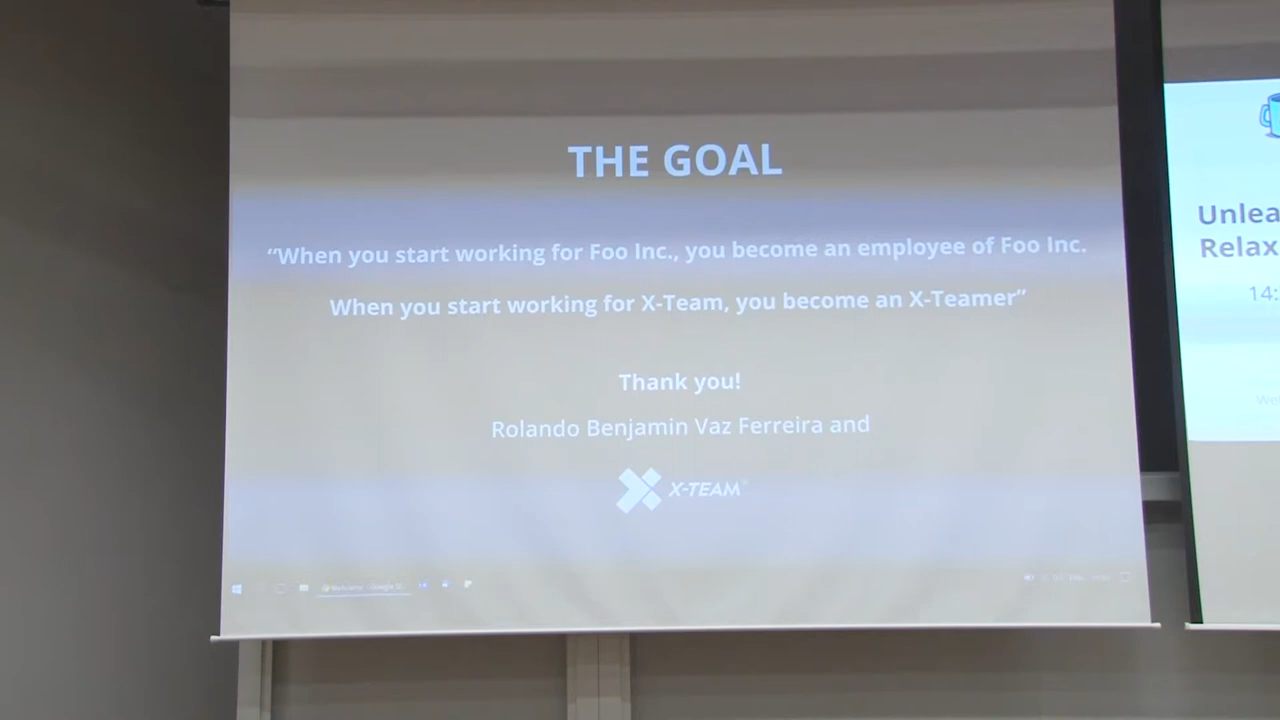 THE GOAL
“When you start working for Foo Inc., you become an employee of Foo Inc.
When you start working for X-Team, you become an X-Teamer”
Thank you!
Rolando Benjamin Vaz Ferreira and
X-TEAM®
Unlea
Relax
14: